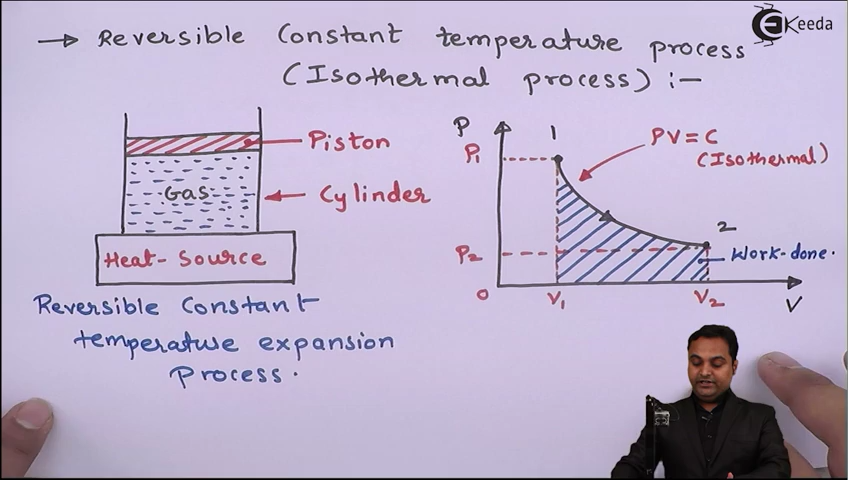 → Reversible Constant temperature process
(Isothermal process) :-
Ekeeda
Piston
Gas
Cylinder
Heat-Source
Reversible Constant
temperature expansion
Process.
P
1
P1
PV = C
(Isothermal)
2
P2
Work-done.
0
V1
V2
V